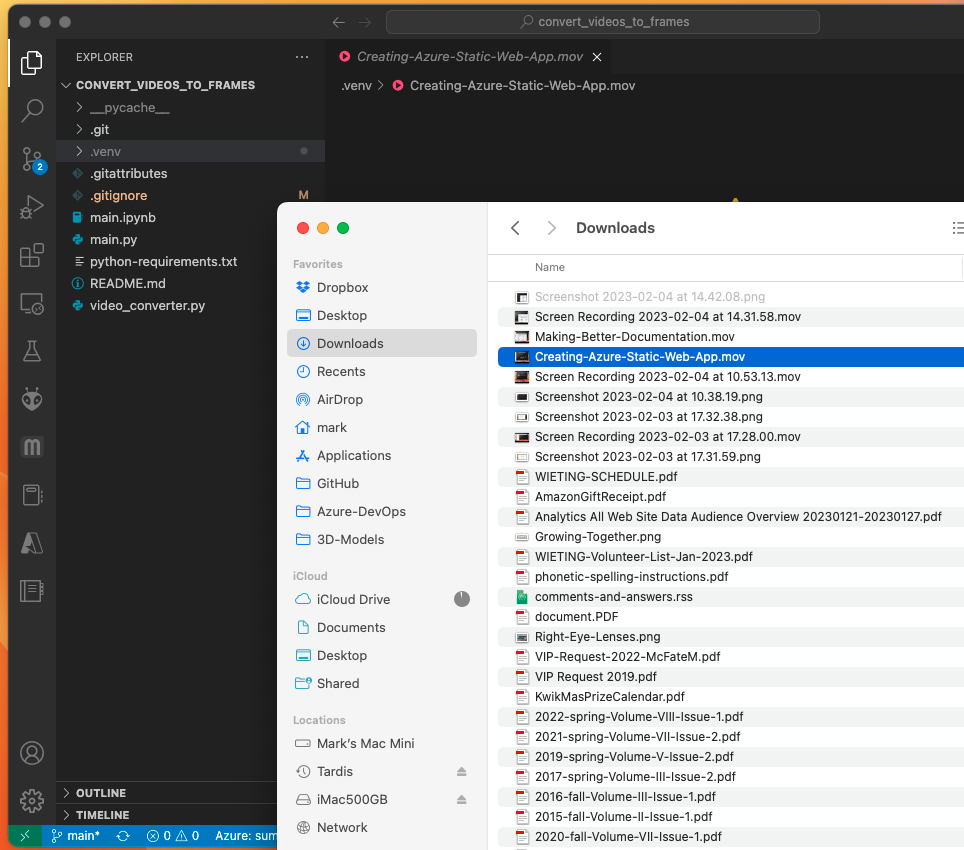 convert_videos_to_frames
EXPLORER
Creating-Azure-Static-Web-App.mov
CONVERT_VIDEOS_TO_FRAMES
.venv > Creating-Azure-Static-Web-App.mov
__pycache__
.git
.venv
.gitattributes
.gitignore M
main.ipynb
main.py
python-requirements.txt
README.md
video_converter.py
2
OUTLINE
TIMELINE
main* 0 0 Azure: sum
Favorites
Dropbox
Desktop
Downloads
Recents
AirDrop
mark
Applications
GitHub
Azure-DevOps
3D-Models
iCloud
iCloud Drive
Documents
Desktop
Shared
Locations
Mark's Mac Mini
Tardis
iMac500GB
Network
Downloads
Name
Screenshot 2023-02-04 at 14.42.08.png
Screen Recording 2023-02-04 at 14.31.58.mov
Making-Better-Documentation.mov
Creating-Azure-Static-Web-App.mov
Screen Recording 2023-02-04 at 10.53.13.mov
Screenshot 2023-02-04 at 10.38.19.png
Screenshot 2023-02-03 at 17.32.38.png
Screen Recording 2023-02-03 at 17.28.00.mov
Screenshot 2023-02-03 at 17.31.59.png
WIETING-SCHEDULE.pdf
AmazonGiftReceipt.pdf
Analytics All Web Site Data Audience Overview 20230121-20230127.pdf
Growing-Together.png
WIETING-Volunteer-List-Jan-2023.pdf
phonetic-spelling-instructions.pdf
comments-and-answers.rss
document.PDF
Right-Eye-Lenses.png
VIP-Request-2022-McFateM.pdf
VIP Request 2019.pdf
KwikMasPrizeCalendar.pdf
2022-spring-Volume-VIII-Issue-1.pdf
2021-spring-Volume-VII-Issue-2.pdf
2019-spring-Volume-V-Issue-2.pdf
2017-spring-Volume-III-Issue-2.pdf
2016-fall-Volume-III-Issue-1.pdf
2015-fall-Volume-II-Issue-1.pdf
2020-fall-Volume-VII-Issue-1.pdf